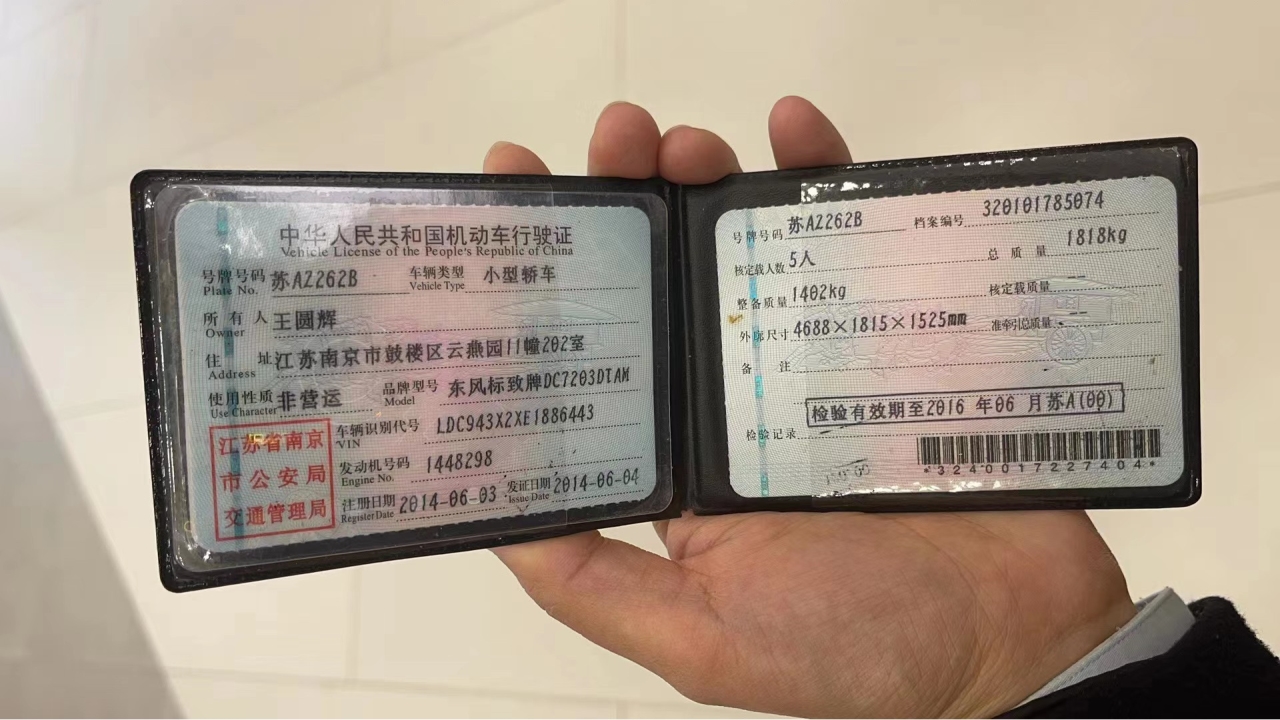 中华人民共和国机动车行驶证
Vehicle License of the People's Republic of China
号牌号码 苏AZ262B 车辆类型 小型轿车
Plate No. Vehicle Type
所有人 王圆辉
Owner
住址 江苏南京市鼓楼区云燕园11幢202室
Address
使用性质 非营运 品牌型号 东风标致牌DC7203DTAM
Use Character Model
江苏省南京市公安局交通管理局
车辆识别代号 LDC943X2XE1886443
VIN
发动机号码 1448298
Engine No.
注册日期 2014-06-03 发证日期 2014-06-04
Register Date Issue Date
号牌号码 苏AZ262B 档案编号 320101785074
核定载人数 5人 总质量 1818kg
整备质量 1402kg 核定载质量 --
外廓尺寸 4688×1815×1525mm 准牵引总质量 --
备注
检验有效期至2016 年06 月苏A(00)
检验记录
*3240017227404*